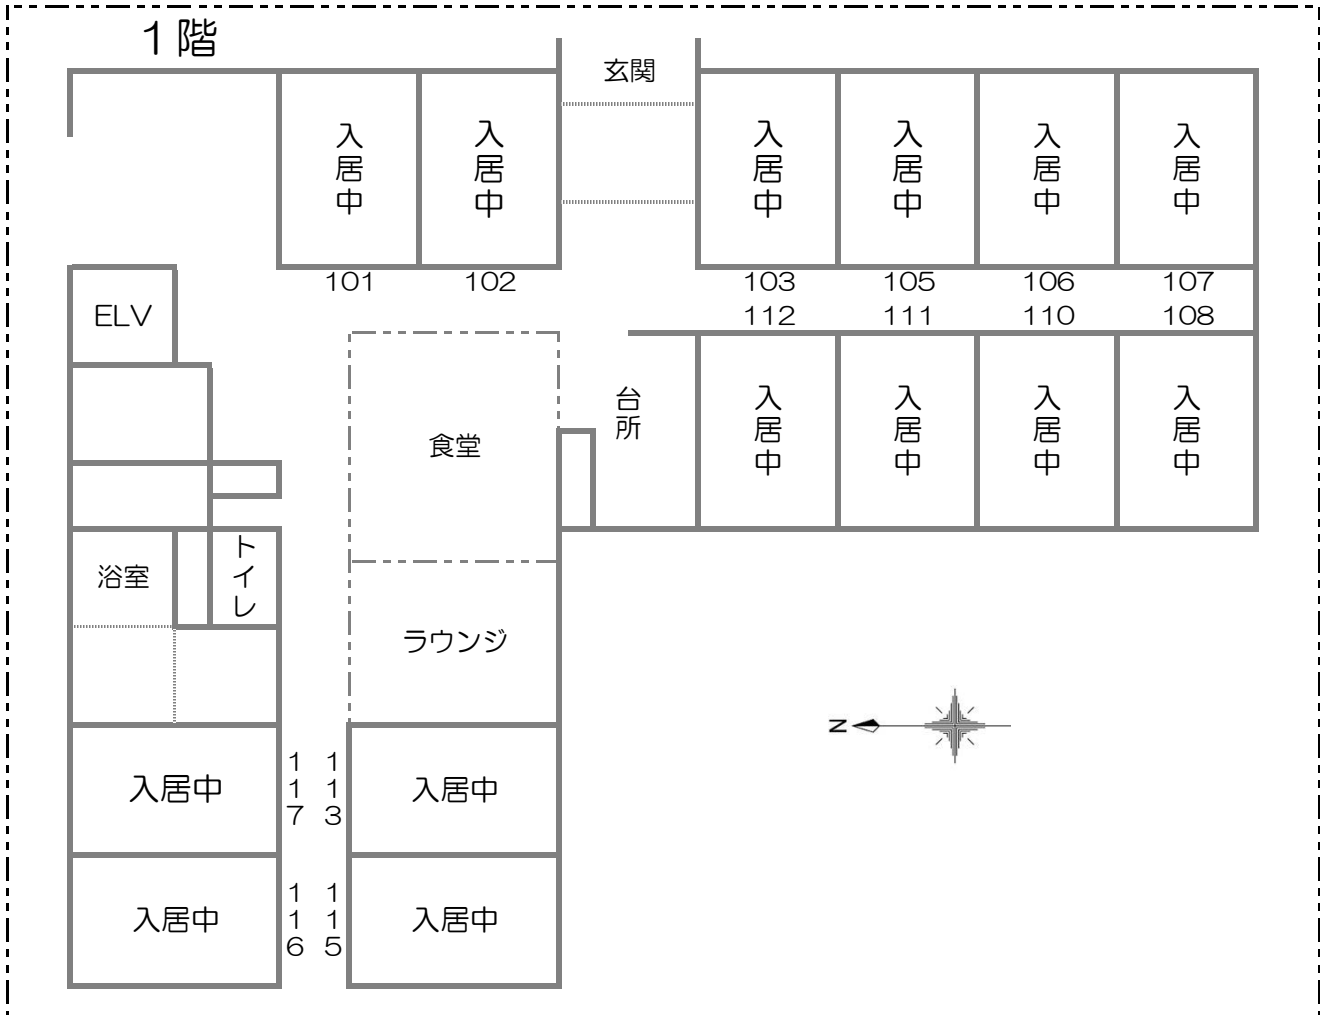 1階
玄関
入居中
入居中
入居中
入居中
入居中
入居中
101
102
103
105
106
107
ELV
112
111
110
108
台所
入居中
入居中
入居中
入居中
食堂
浴室
トイレ
ラウンジ
N
入居中
117
113
入居中
入居中
116
115
入居中